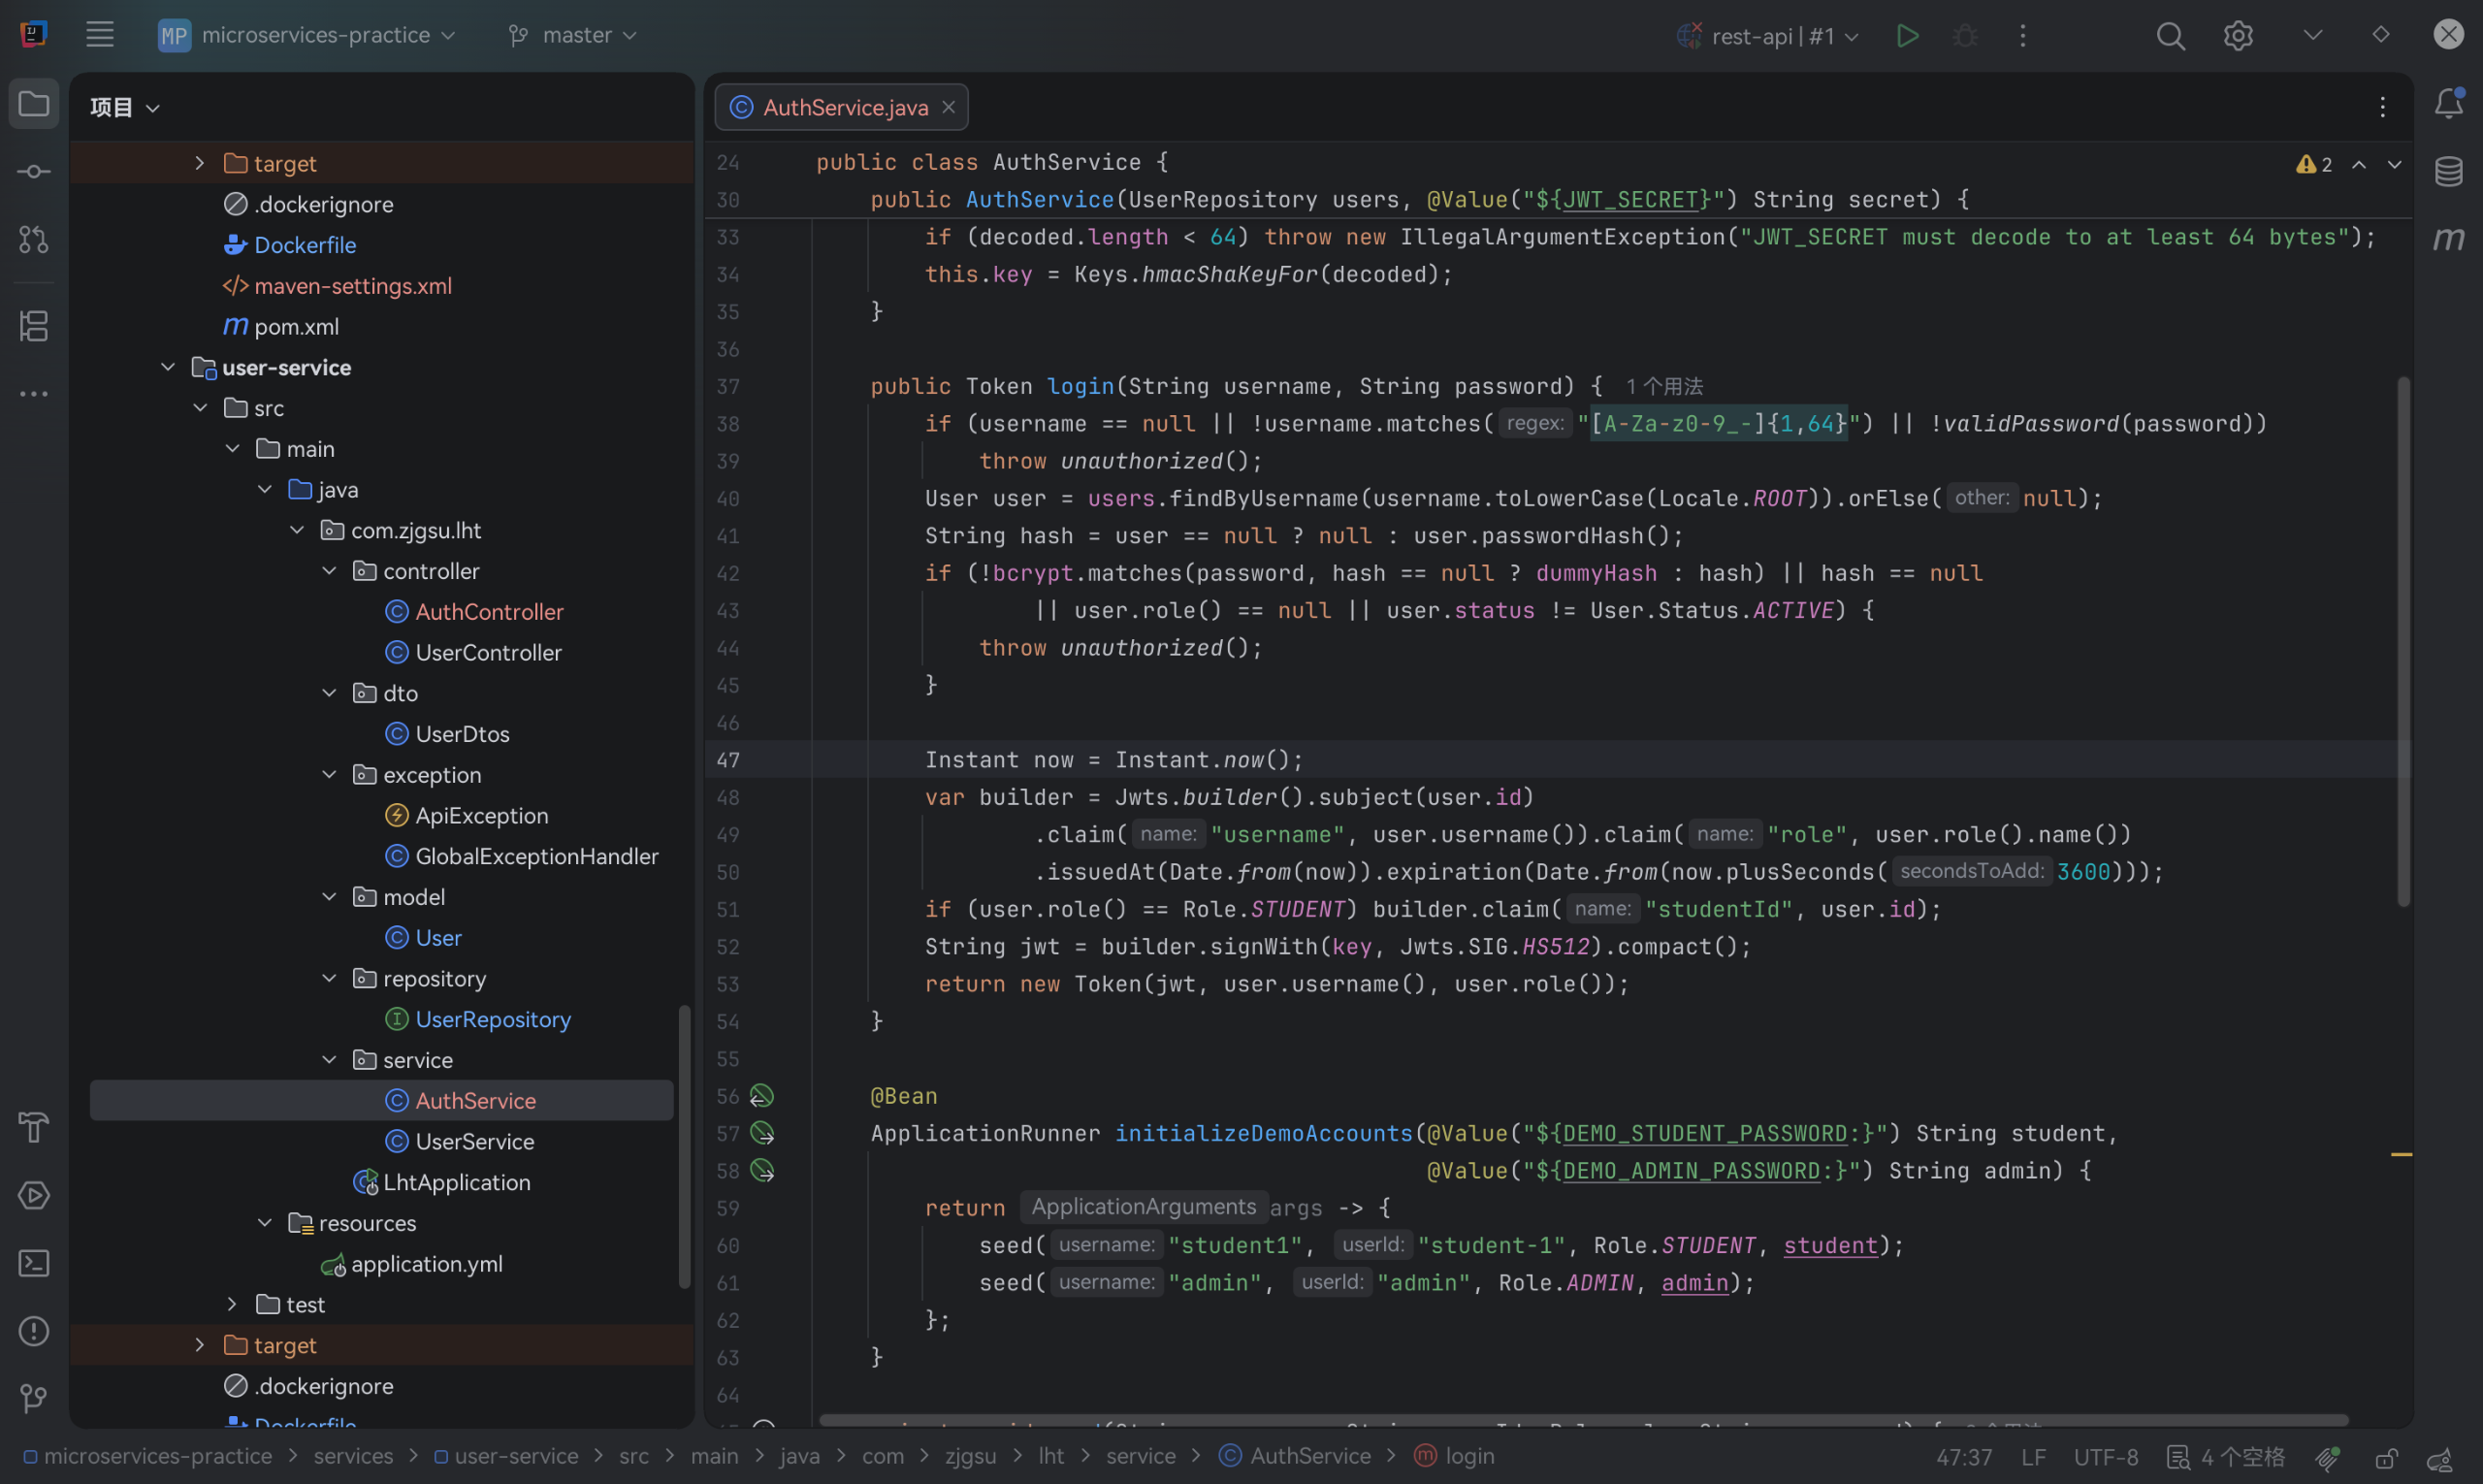 MP microservices-practice master rest-api | #1
项目
AuthService.java
target
.dockerignore
Dockerfile
maven-settings.xml
pom.xml
user-service
src
main
java
com.zjgsu.lht
controller
AuthController
UserController
dto
UserDtos
exception
ApiException
GlobalExceptionHandler
model
User
repository
UserRepository
service
AuthService
UserService
LhtApplication
resources
application.yml
test
target
.dockerignore
Dockerfile
2
24 public class AuthService {
30 public AuthService(UserRepository users, @Value("${JWT_SECRET}") String secret) {
33 if (decoded.length < 64) throw new IllegalArgumentException("JWT_SECRET must decode to at least 64 bytes");
34 this.key = Keys.hmacShaKeyFor(decoded);
35 }
36
37 public Token login(String username, String password) { 1 个用法
38 if (username == null || !username.matches( regex: "[A-Za-z0-9_-]{1,64}") || !validPassword(password))
39 throw unauthorized();
40 User user = users.findByUsername(username.toLowerCase(Locale.ROOT)).orElse( other: null);
41 String hash = user == null ? null : user.passwordHash();
42 if (!bcrypt.matches(password, hash == null ? dummyHash : hash) || hash == null
43 || user.role() == null || user.status != User.Status.ACTIVE) {
44 throw unauthorized();
45 }
46
47 Instant now = Instant.now();
48 var builder = Jwts.builder().subject(user.id)
49 .claim( name: "username", user.username()).claim( name: "role", user.role().name())
50 .issuedAt(Date.from(now)).expiration(Date.from(now.plusSeconds( secondsToAdd: 3600)));
51 if (user.role() == Role.STUDENT) builder.claim( name: "studentId", user.id);
52 String jwt = builder.signWith(key, Jwts.SIG.HS512).compact();
53 return new Token(jwt, user.username(), user.role());
54 }
55
56 @Bean
57 ApplicationRunner initializeDemoAccounts(@Value("${DEMO_STUDENT_PASSWORD:}") String student,
58 @Value("${DEMO_ADMIN_PASSWORD:}") String admin) {
59 return ApplicationArguments args -> {
60 seed( username: "student1", userId: "student-1", Role.STUDENT, student);
61 seed( username: "admin", userId: "admin", Role.ADMIN, admin);
62 };
63 }
64
microservices-practice > services > user-service > src > main > java > com > zjgsu > lht > service > AuthService > login 47:37 LF UTF-8 4 个空格